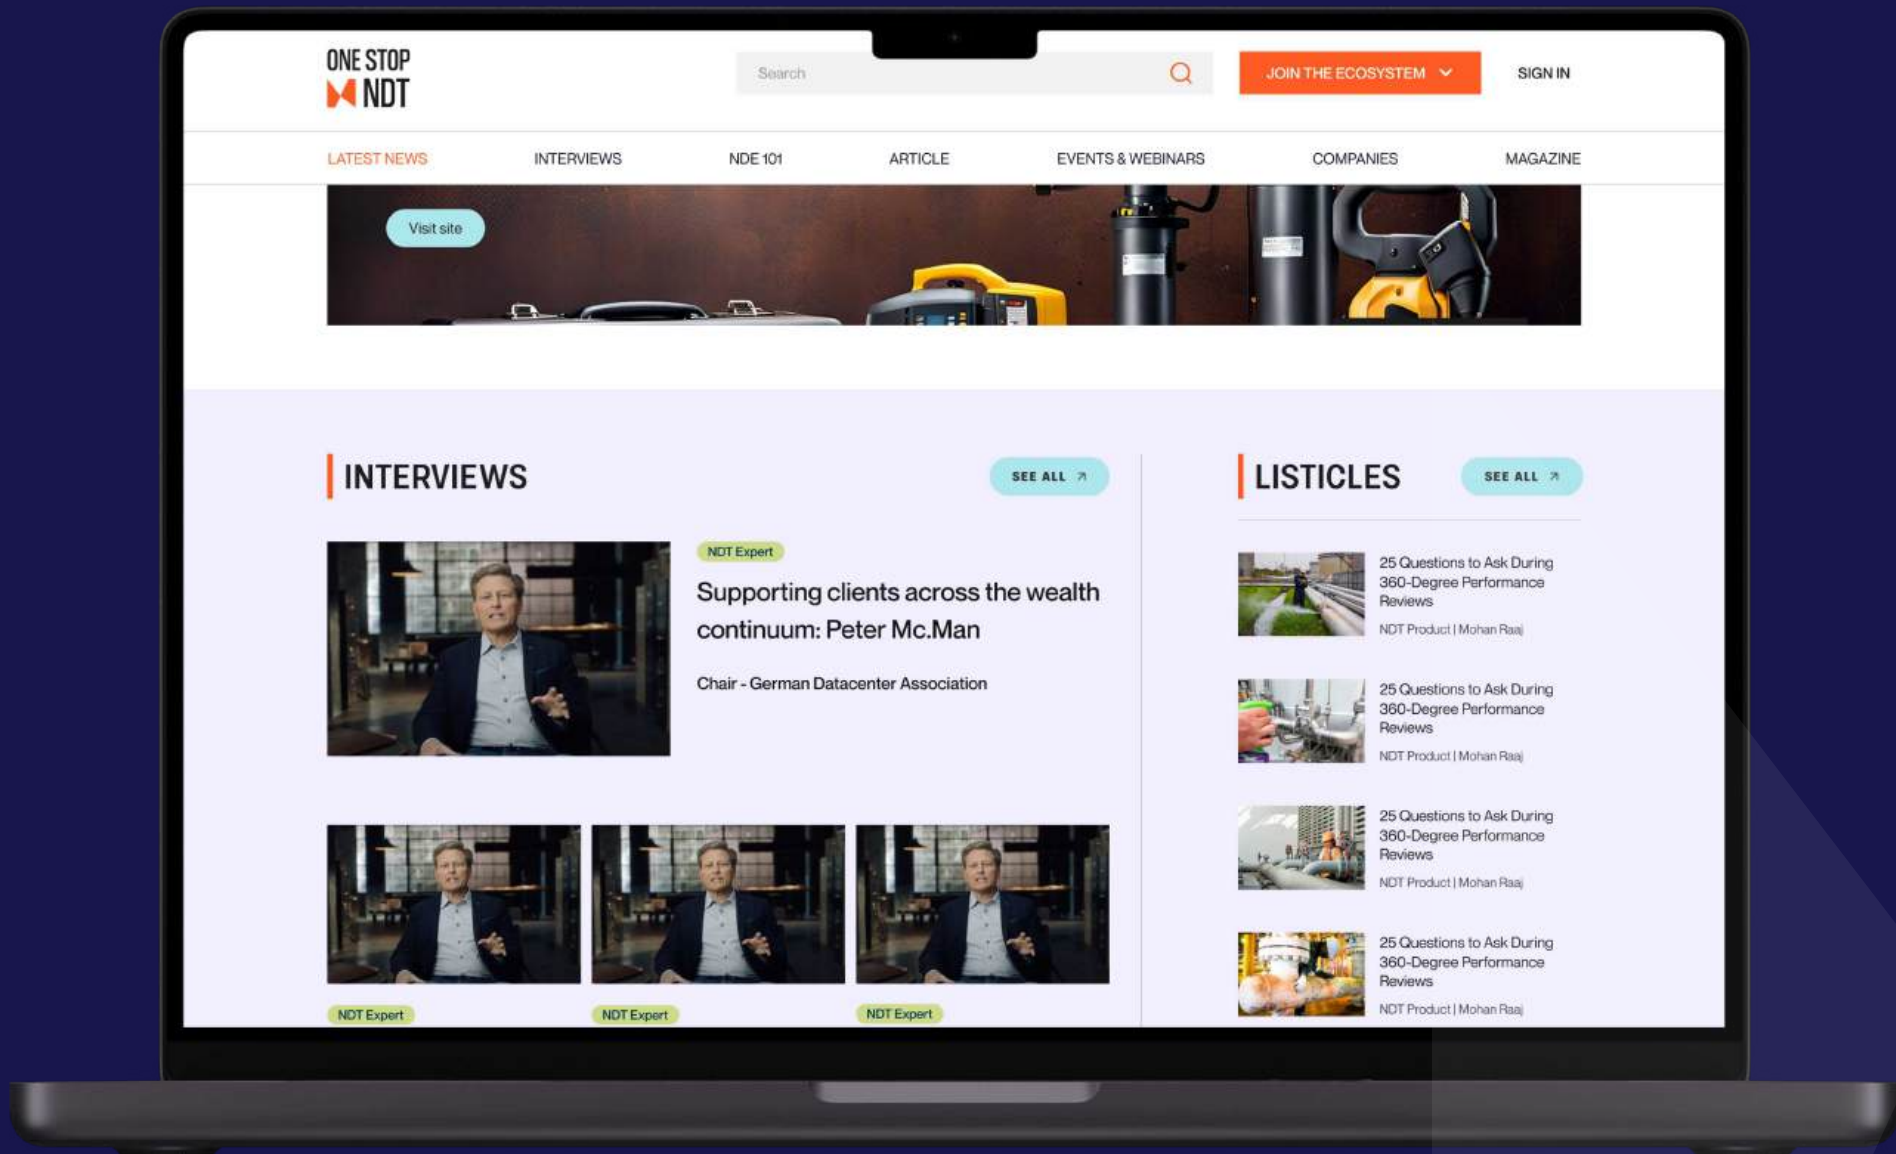 ONE STOP
NDT
Search
JOIN THE ECOSYSTEM
SIGN IN
LATEST NEWS
INTERVIEWS
NDE 101
ARTICLE
EVENTS & WEBINARS
COMPANIES
MAGAZINE
Visit site
INTERVIEWS
SEE ALL
NDT Expert
Supporting clients across the wealth
continuum: Peter Mc.Man
Chair - German Datacenter Association
NDT Expert
NDT Expert
NDT Expert
LISTICLES
SEE ALL
25 Questions to Ask During
360-Degree Performance
Reviews
NDT Product | Mohan Raaj
25 Questions to Ask During
360-Degree Performance
Reviews
NDT Product | Mohan Raaj
25 Questions to Ask During
360-Degree Performance
Reviews
NDT Product | Mohan Raaj
25 Questions to Ask During
360-Degree Performance
Reviews
NDT Product | Mohan Raaj